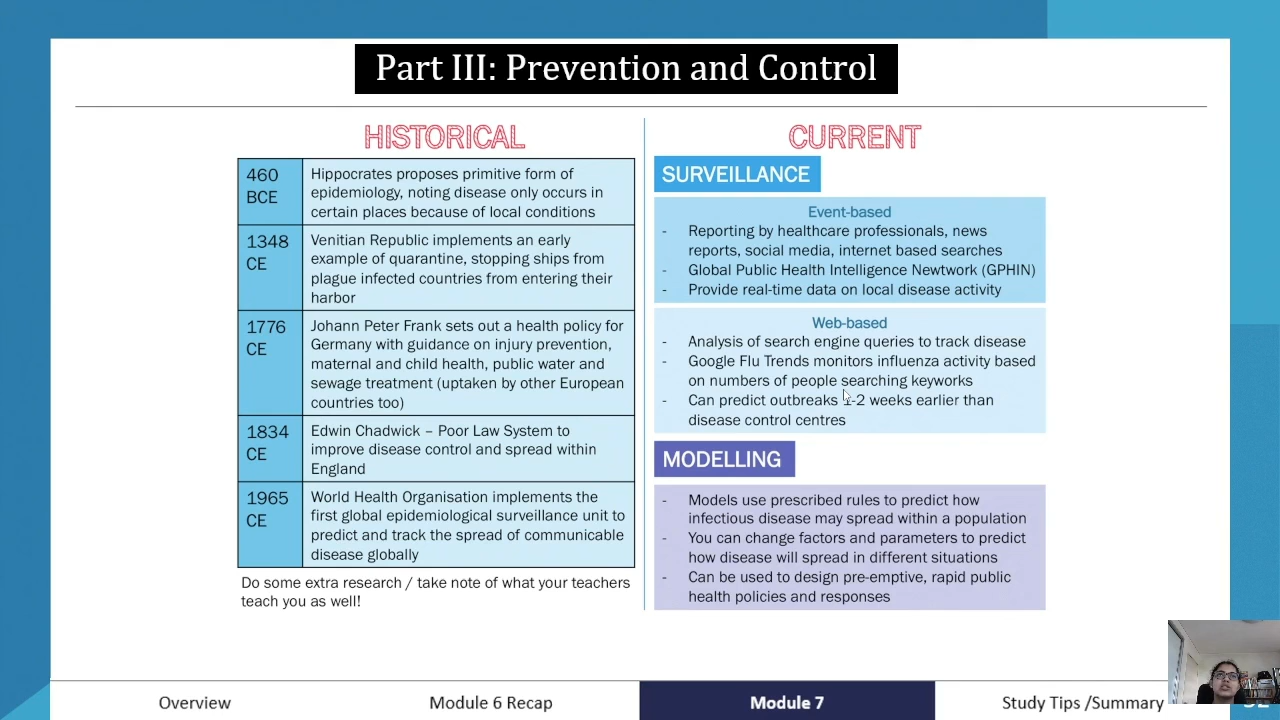 Part III: Prevention and Control
HISTORICAL
460
BCE
Hippocrates proposes primitive form of
epidemiology, noting disease only occurs in
certain places because of local conditions
1348
CE
Venitian Republic implements an early
example of quarantine, stopping ships from
plague infected countries from entering their
harbor
1776
CE
Johann Peter Frank sets out a health policy for
Germany with guidance on injury prevention,
maternal and child health, public water and
sewage treatment (uptaken by other European
countries too)
1834
CE
Edwin Chadwick – Poor Law System to
improve disease control and spread within
England
1965
CE
World Health Organisation implements the
first global epidemiological surveillance unit to
predict and track the spread of communicable
disease globally
Do some extra research / take note of what your teachers
teach you as well!
CURRENT
SURVEILLANCE
Event-based
- Reporting by healthcare professionals, news
reports, social media, internet based searches
- Global Public Health Intelligence Newtwork (GPHIN)
- Provide real-time data on local disease activity
Web-based
- Analysis of search engine queries to track disease
- Google Flu Trends monitors influenza activity based
on numbers of people searching keyworks
- Can predict outbreaks 1-2 weeks earlier than
disease control centres
MODELLING
- Models use prescribed rules to predict how
infectious disease may spread within a population
- You can change factors and parameters to predict
how disease will spread in different situations
- Can be used to design pre-emptive, rapid public
health policies and responses
Overview
Module 6 Recap
Module 7
Study Tips /Summary